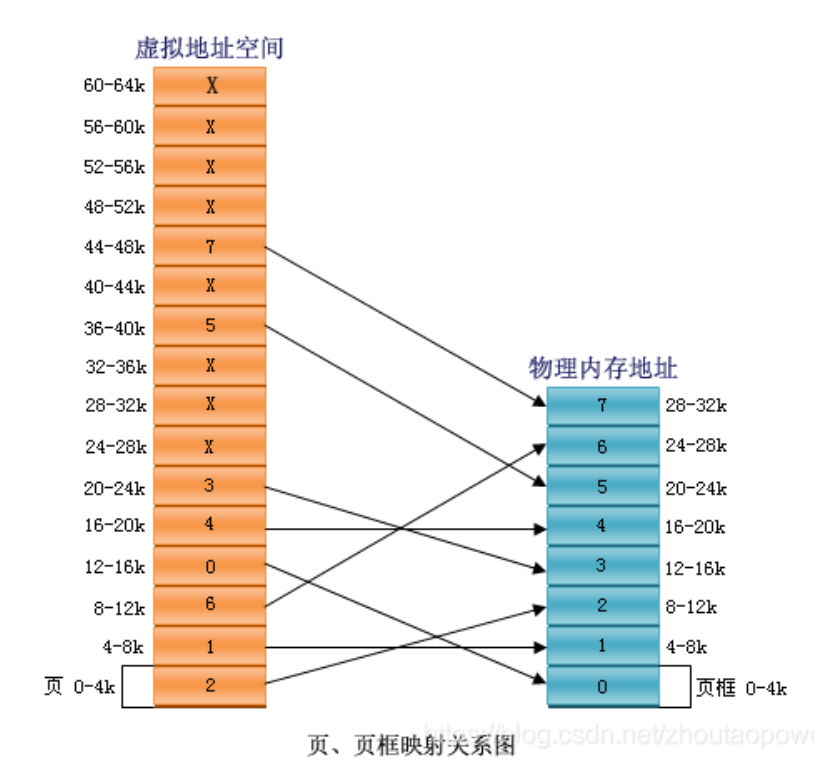 虚拟地址空间
60-64k X
56-60k X
52-56k X
48-52k X
44-48k 7
40-44k X
36-40k 5
32-36k X
28-32k X
24-28k X
20-24k 3
16-20k 4
12-16k 0
8-12k 6
4-8k 1
页 0-4k 2
物理内存地址
7 28-32k
6 24-28k
5 20-24k
4 16-20k
3 12-16k
2 8-12k
1 4-8k
0 页框 0-4k
页、页框映射关系图
blog.csdn.net/zhoutaopowe